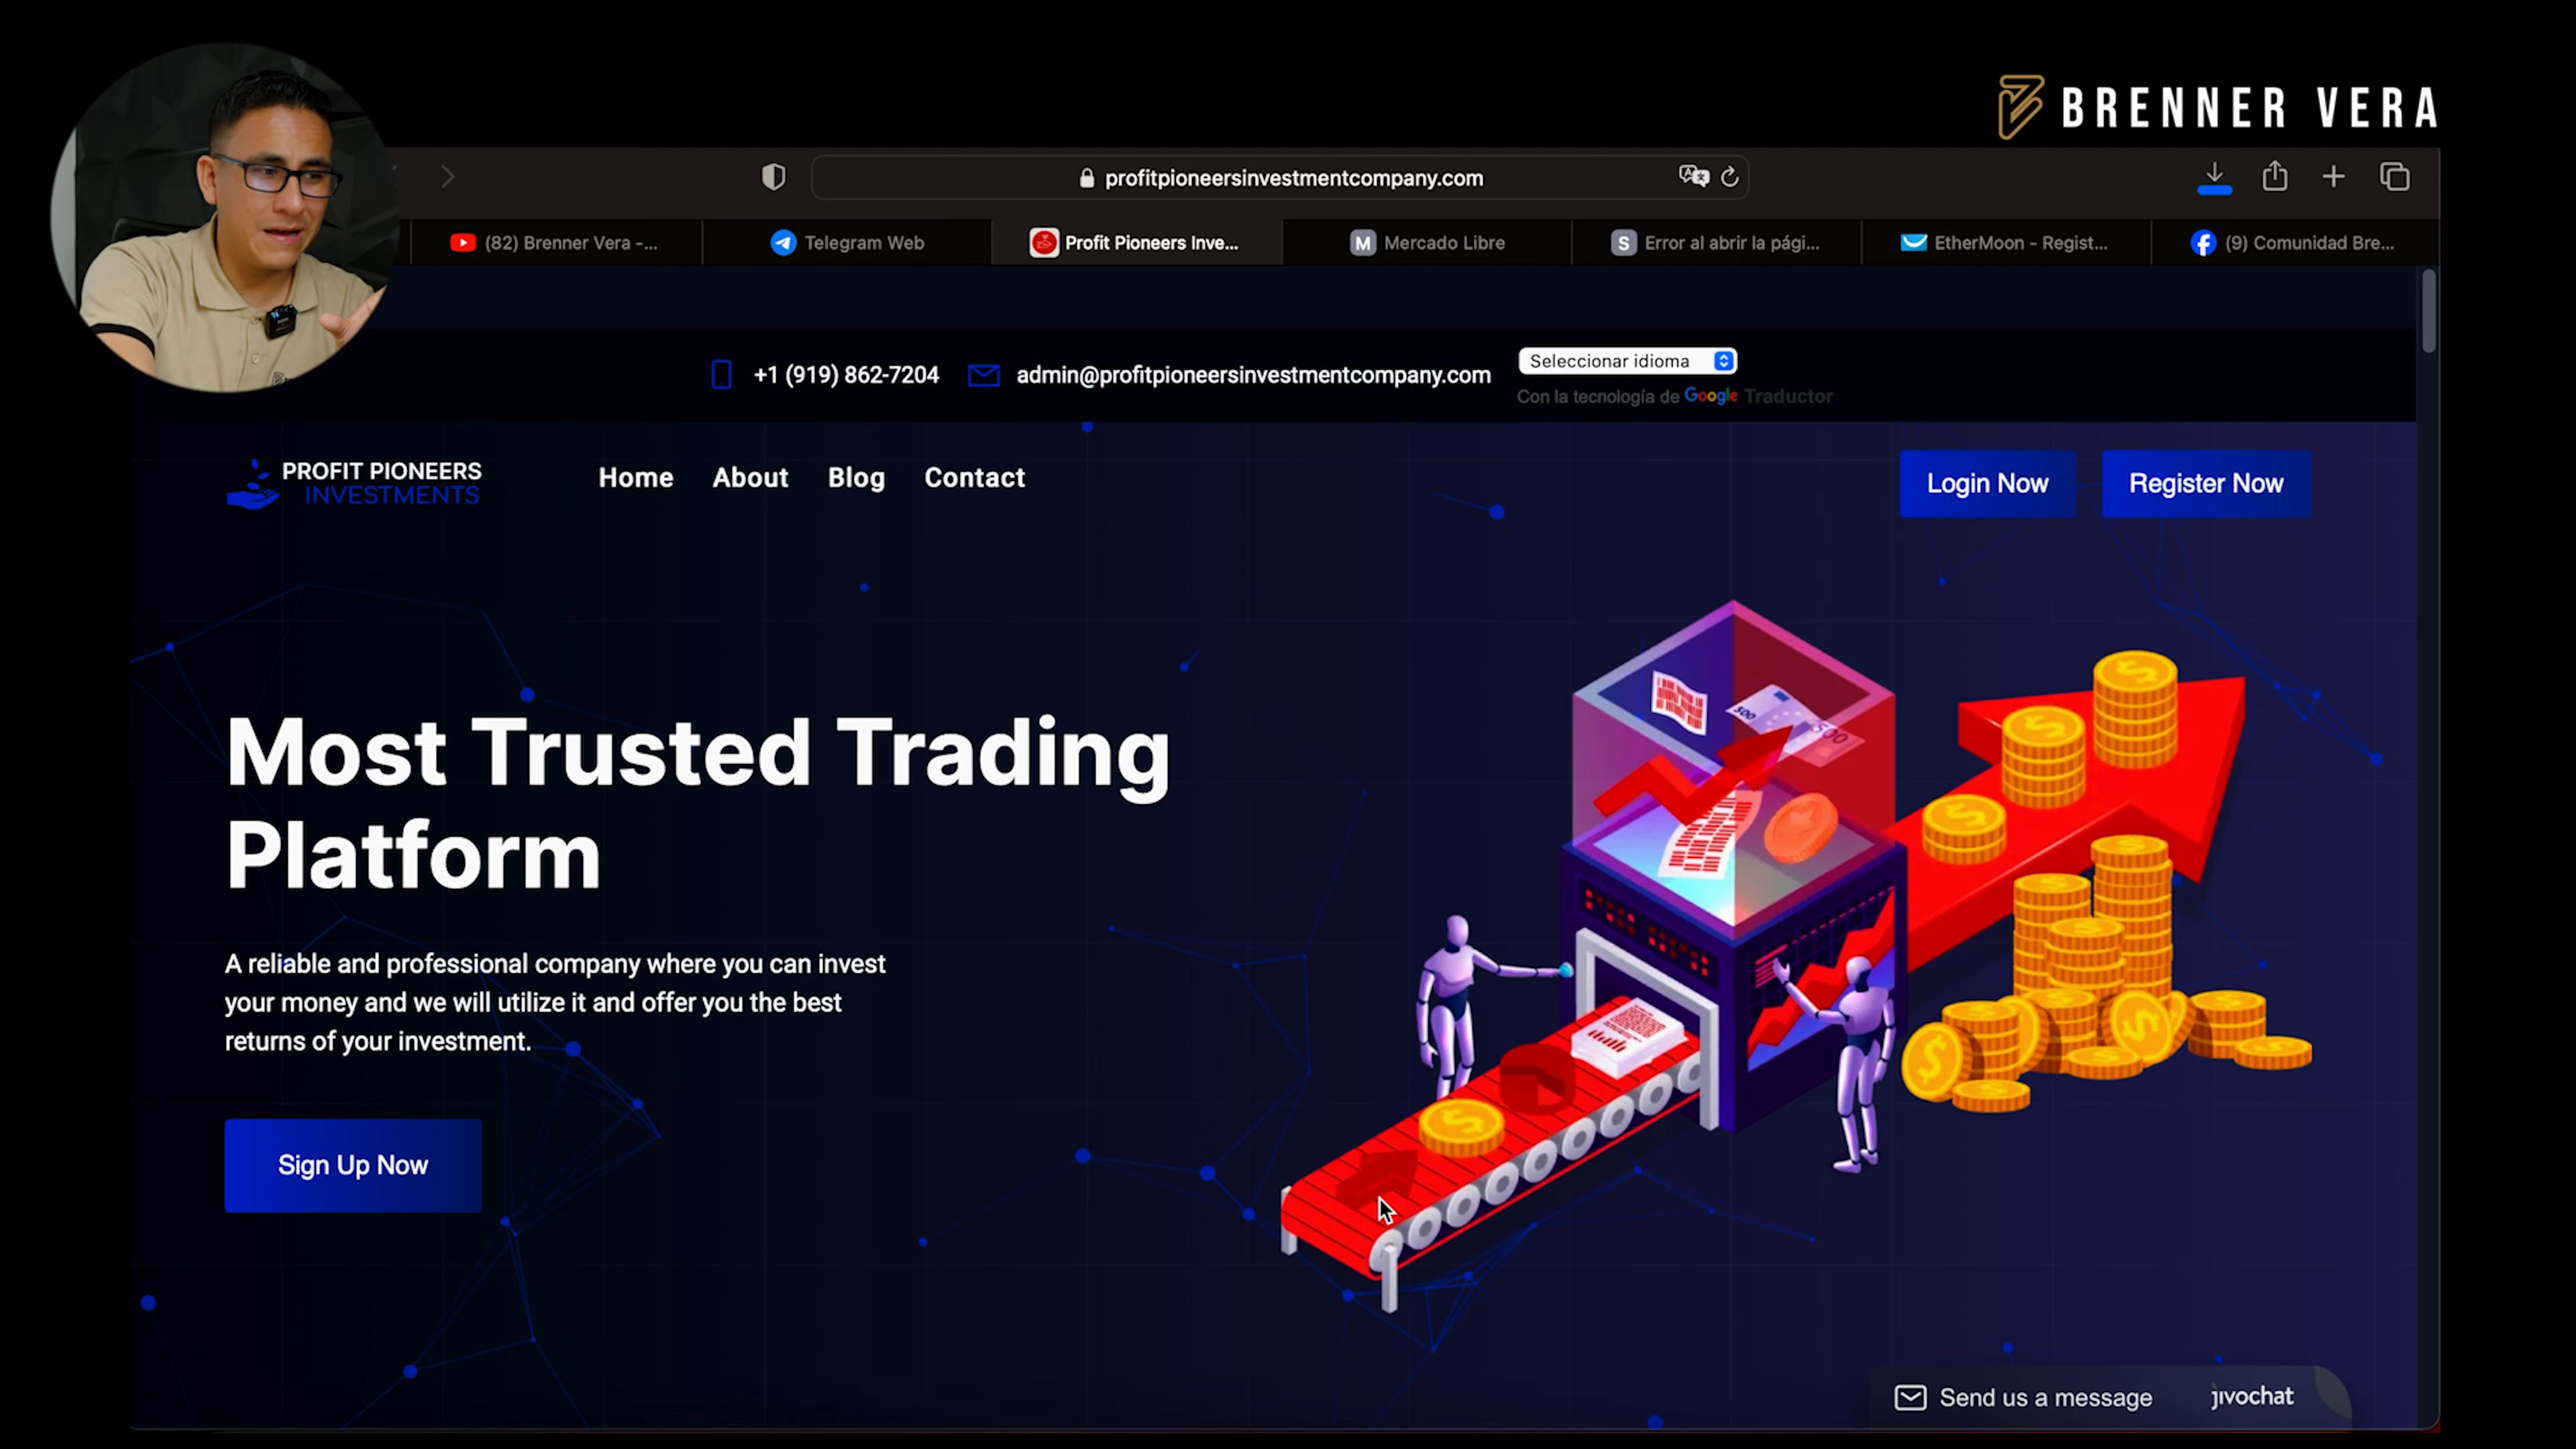 BRENNER VERA
profitpioneersinvestmentcompany.com
(82) Brenner Vera -...
Telegram Web
Profit Pioneers Inve...
M Mercado Libre
S Error al abrir la pági...
EtherMoon - Regist...
(9) Comunidad Bre...
+1 (919) 862-7204
admin@profitpioneersinvestmentcompany.com
Seleccionar idioma
Con la tecnología de Google Traductor
PROFIT PIONEERS
INVESTMENTS
Home
About
Blog
Contact
Login Now
Register Now
Most Trusted Trading
Platform
A reliable and professional company where you can invest
your money and we will utilize it and offer you the best
returns of your investment.
Sign Up Now
500
500
Send us a message
jivochat